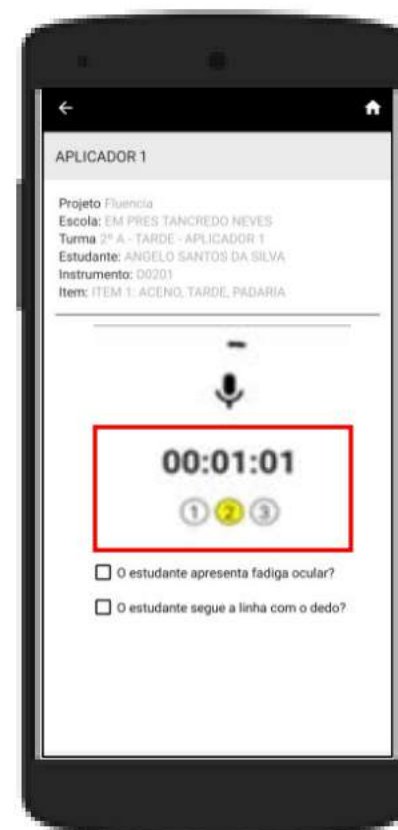 APLICADOR 1
Projeto Fluencia
Escola: EM PRES TANCREDO NEVES
Turma 2º A - TARDE - APLICADOR 1
Estudante: ANGELO SANTOS DA SILVA
Instrumento: D0201
Item: ITEM 1: ACENO, TARDE, PADARIA
00:01:01
1 2 3
O estudante apresenta fadiga ocular?
O estudante segue a linha com o dedo?